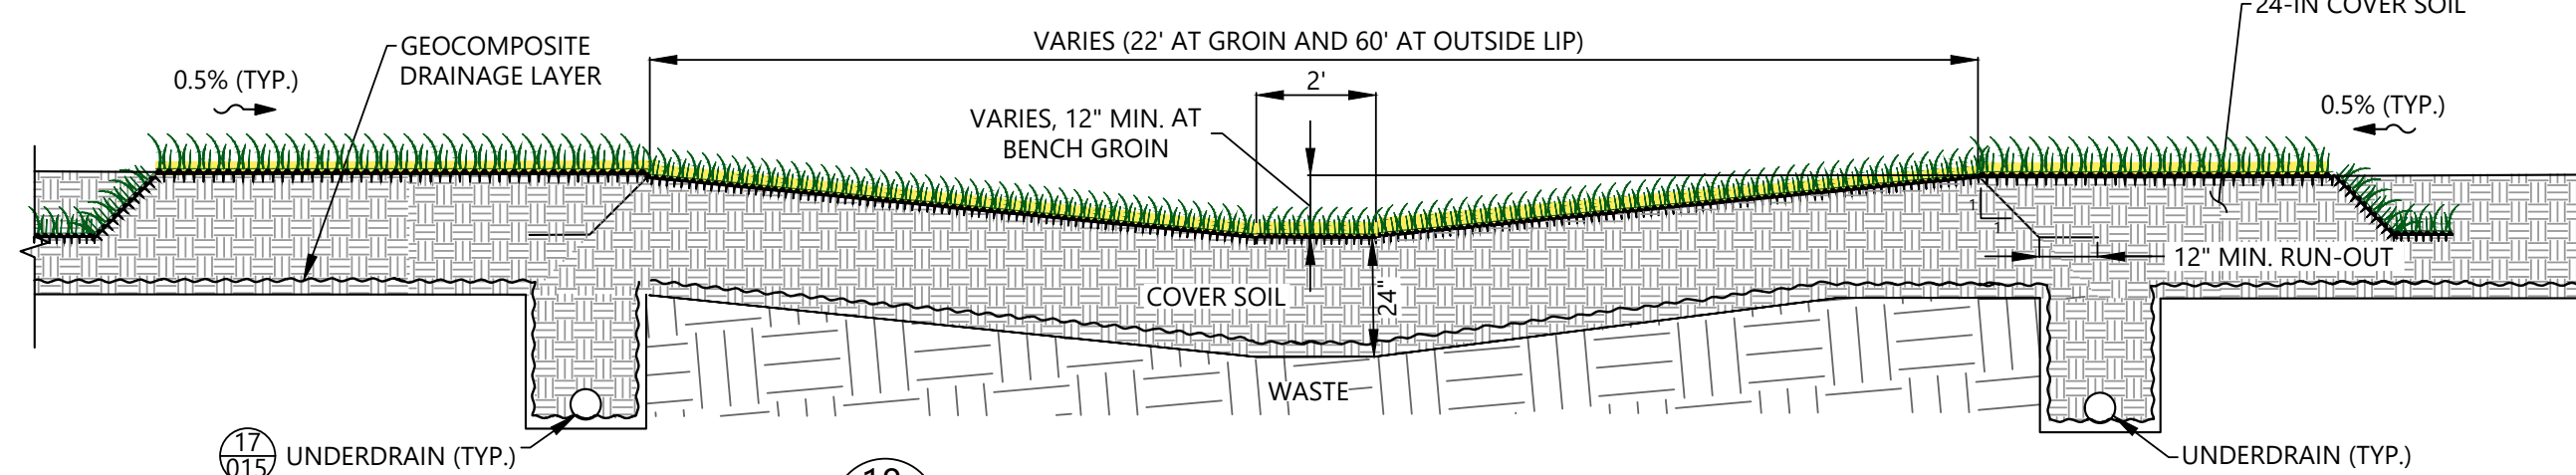 24-IN COVER SOIL
VARIES (22' AT GROIN AND 60' AT OUTSIDE LIP)
GEOCOMPOSITE
DRAINAGE LAYER
0.5% (TYP.)
2'
VARIES, 12" MIN. AT
BENCH GROIN
0.5% (TYP.)
1
1
12" MIN. RUN-OUT
COVER SOIL
24"
WASTE
17
015
UNDERDRAIN (TYP.)
UNDERDRAIN (TYP.)